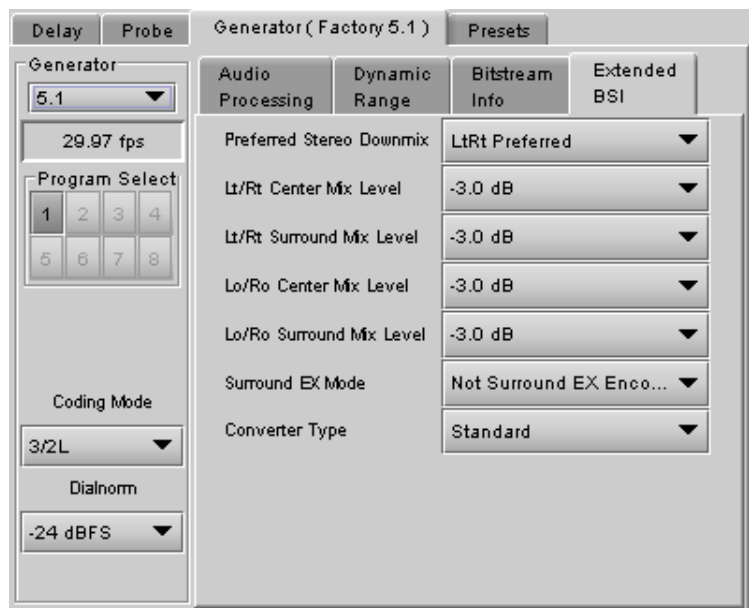 Delay Probe Generator ( Factory 5.1 ) Presets
Generator
5.1
29.97 fps
Program Select
1 2 3 4
5 6 7 8
Coding Mode
3/2L
Dialnorm
-24 dBFS
Audio Processing
Dynamic Range
Bitstream Info
Extended BSI
Preferred Stereo Downmix LtRt Preferred
Lt/Rt Center Mix Level -3.0 dB
Lt/Rt Surround Mix Level -3.0 dB
Lo/Ro Center Mix Level -3.0 dB
Lo/Ro Surround Mix Level -3.0 dB
Surround EX Mode Not Surround EX Enco...
Converter Type Standard